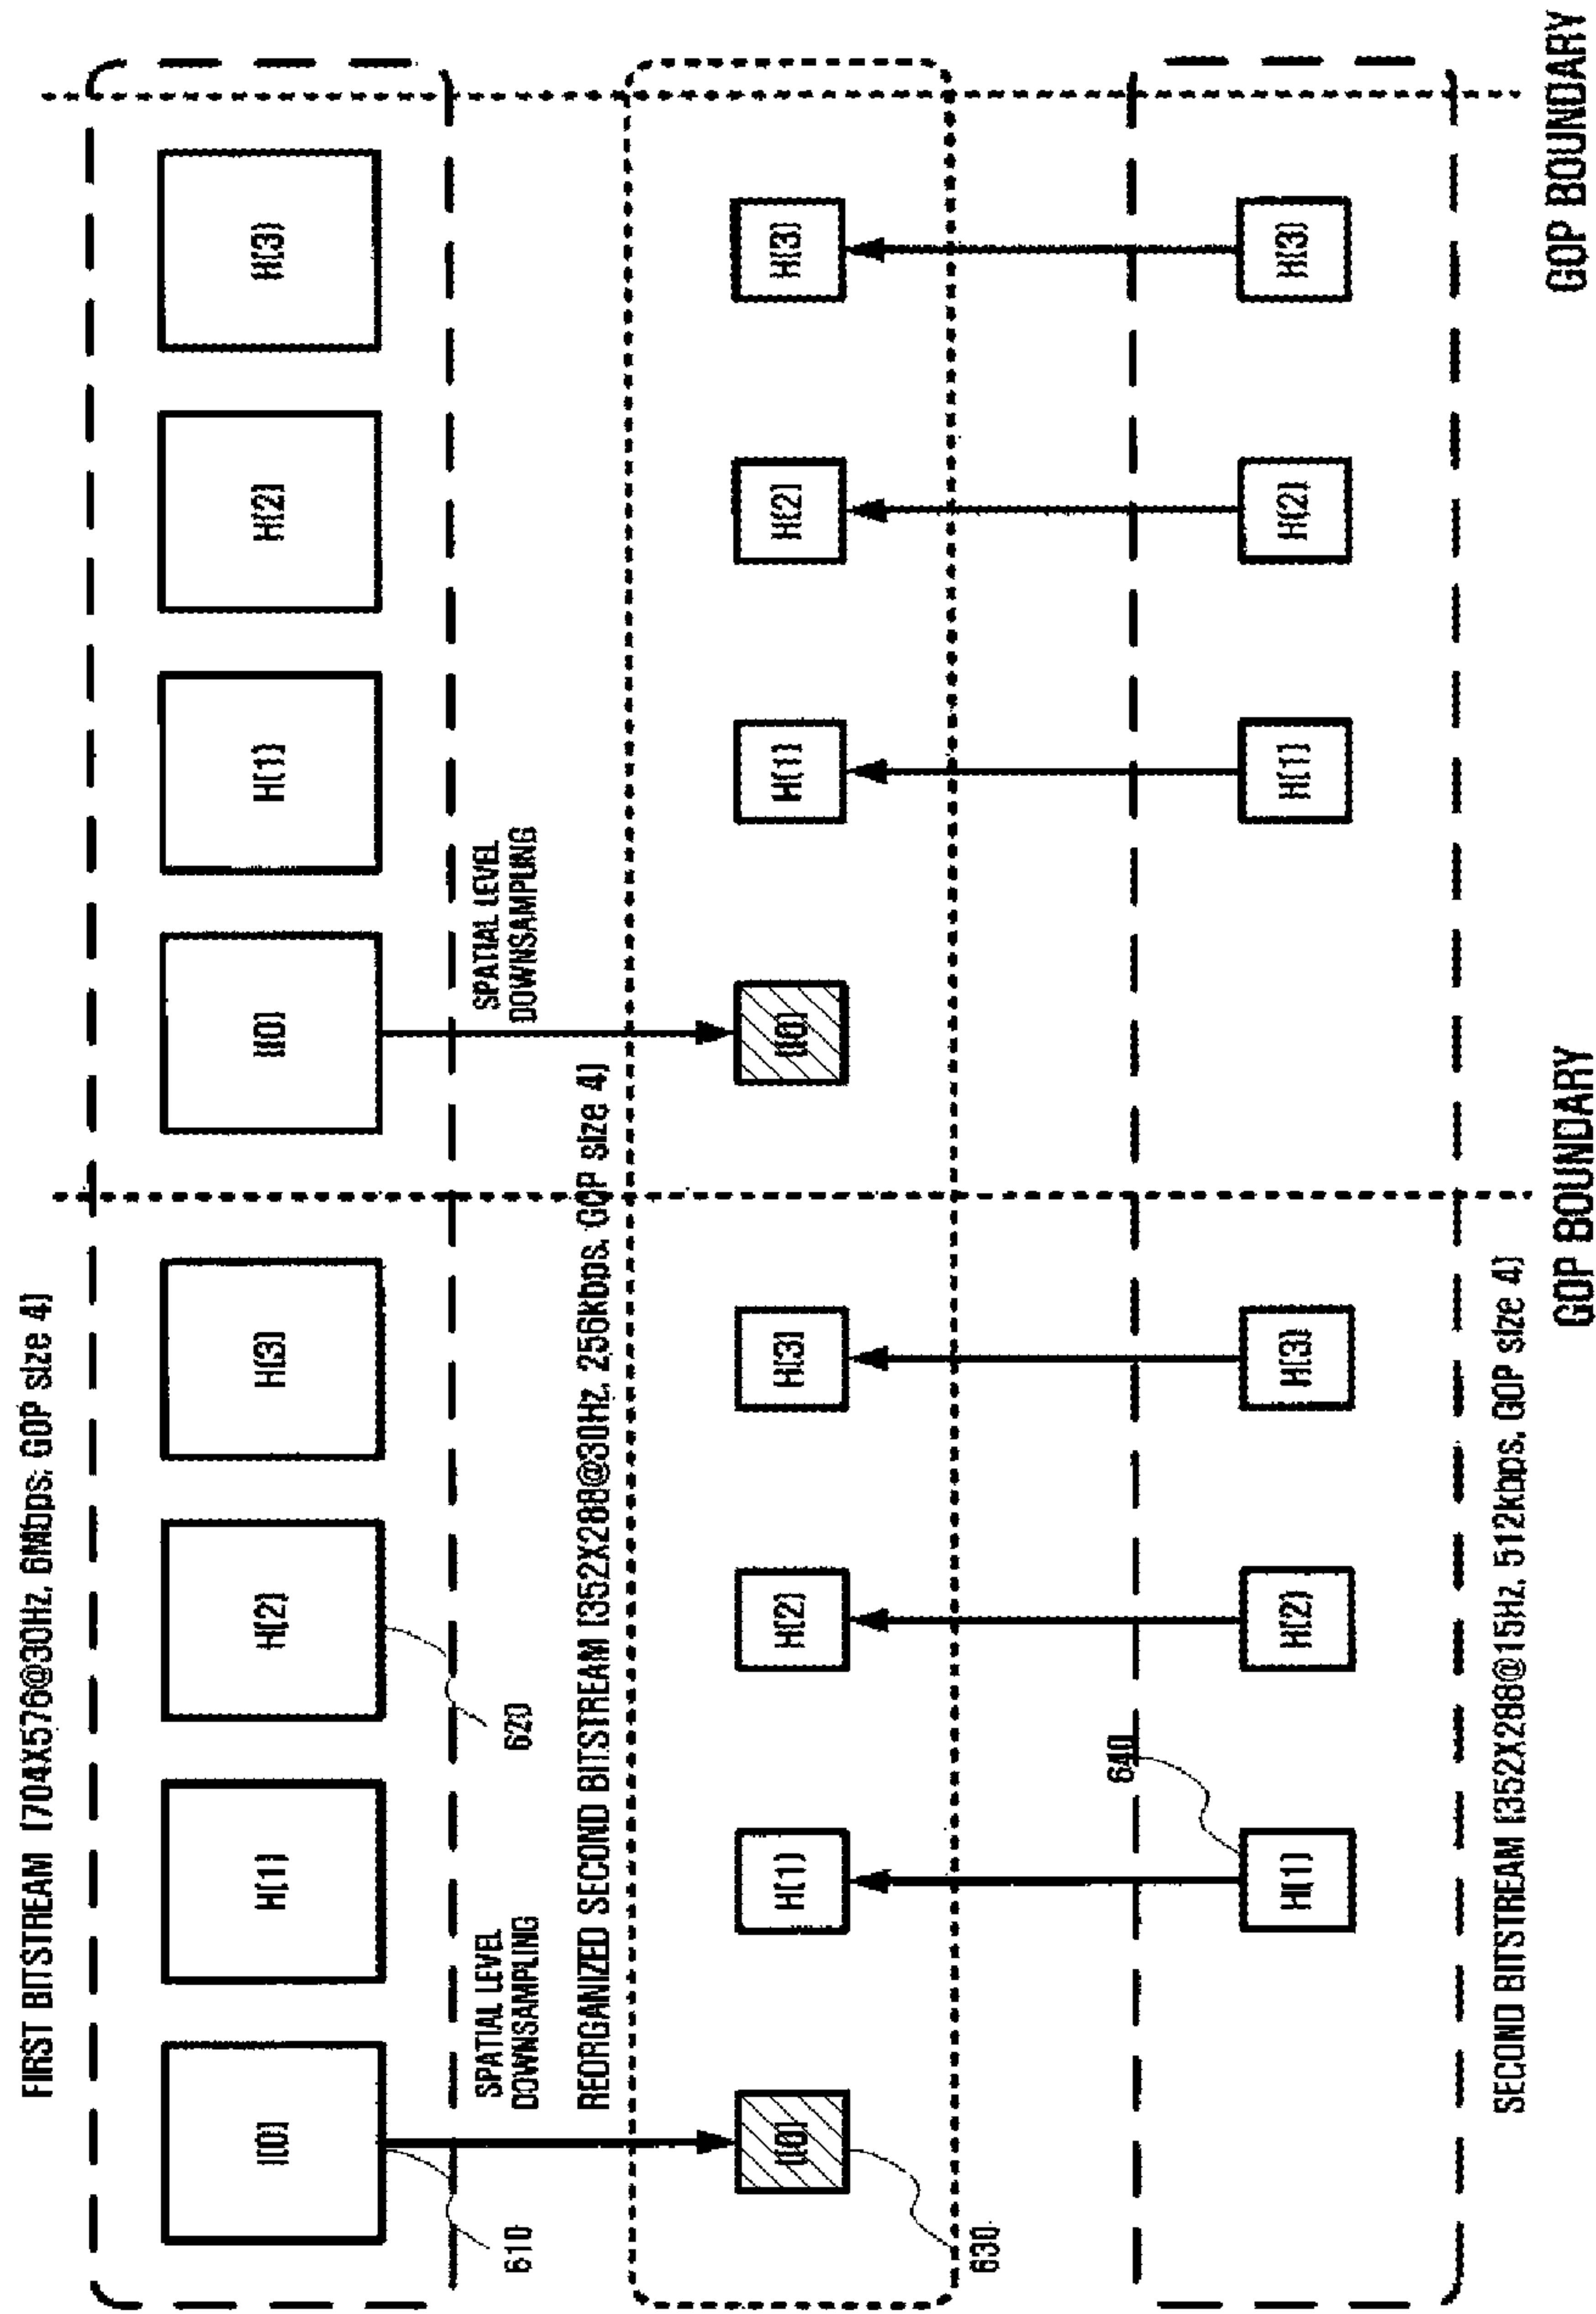 FIRST BITSTREAM (704X576@30Hz, 6Mbps, GOP size 4)
I(0)
H(1)
H(2)
H(3)
I(0)
H(1)
H(2)
H(3)
610
620
SPATIAL LEVEL
DOWNSAMPLING
SPATIAL LEVEL
DOWNSAMPLING
REORGANIZED SECOND BITSTREAM (352X288@30Hz, 256kbps, GOP size 4)
I(0)
H(1)
H(2)
H(3)
I(0)
H(1)
H(2)
H(3)
630
640
H(1)
H(2)
H(3)
H(1)
H(2)
H(3)
SECOND BITSTREAM (352X288@15Hz, 512kbps, GOP size 4)
GOP BOUNDARY
GOP BOUNDARY